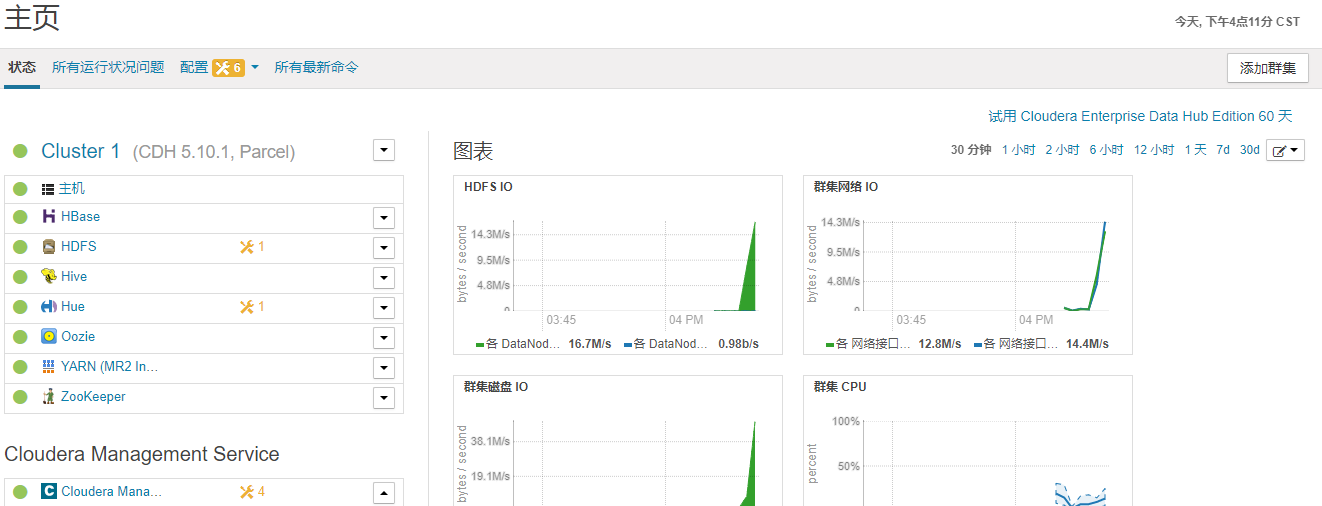 主页
今天, 下午4点11分 CST
状态 所有运行状况问题 配置 6 所有最新命令 添加群集
试用 Cloudera Enterprise Data Hub Edition 60 天
Cluster 1 (CDH 5.10.1, Parcel)
主机
HBase
HDFS 1
Hive
Hue 1
Oozie
YARN (MR2 In...
ZooKeeper
Cloudera Management Service
Cloudera Mana... 4
图表
30 分钟 1 小时 2 小时 6 小时 12 小时 1 天 7d 30d
HDFS IO
bytes / second
14.3M/s
9.5M/s
4.8M/s
0
03:45 04 PM
各 DataNod... 16.7M/s 各 DataNod... 0.98b/s
群集网络 IO
bytes / second
14.3M/s
9.5M/s
4.8M/s
0
03:45 04 PM
各 网络接口... 12.8M/s 各 网络接口... 14.4M/s
群集磁盘 IO
bytes / second
38.1M/s
19.1M/s
群集 CPU
percent
100%
50%